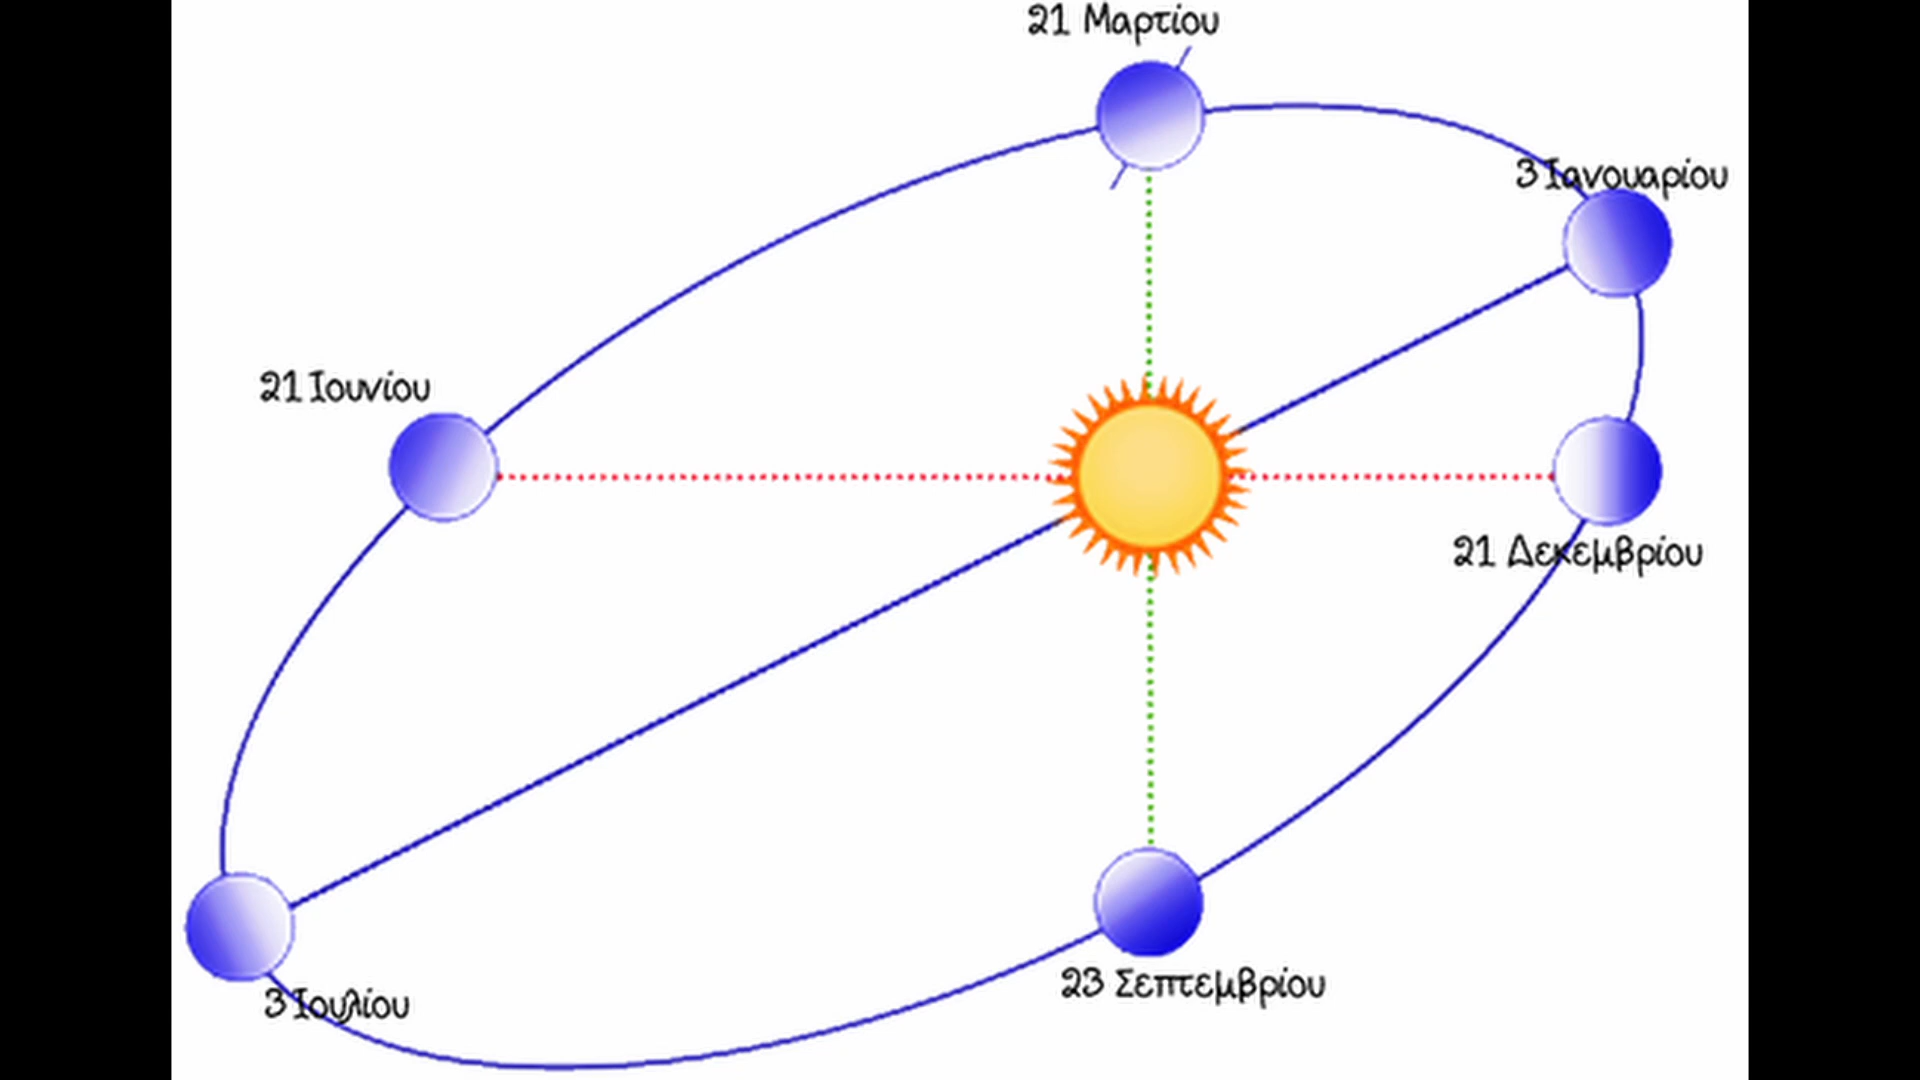 21 Μαρτίου
3 Ιανουαρίου
21 Ιουνίου
21 Δεκεμβρίου
23 Σεπτεμβρίου
3 Ιουλίου